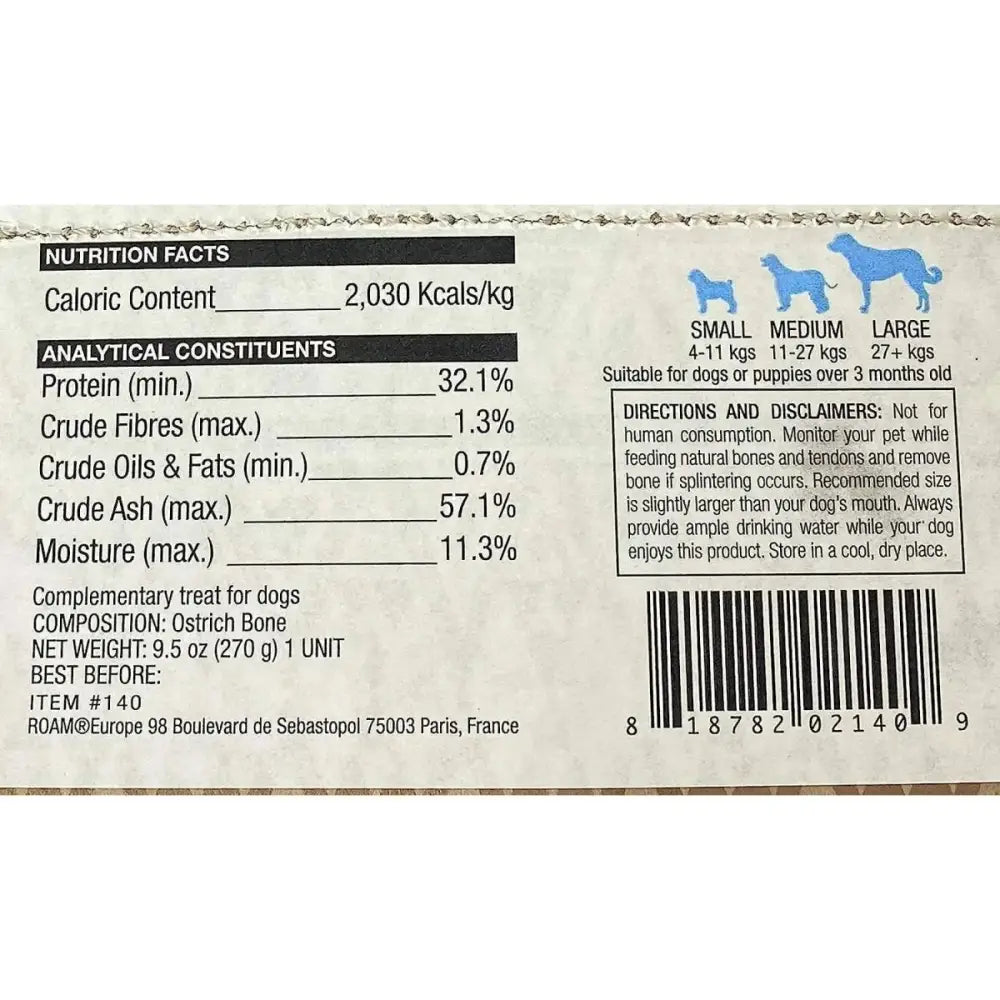 NUTRITION FACTS
Caloric Content 2,030 Kcals/kg
ANALYTICAL CONSTITUENTS
Protein (min.) 32.1%
Crude Fibres (max.) 1.3%
Crude Oils & Fats (min.) 0.7%
Crude Ash (max.) 57.1%
Moisture (max.) 11.3%
Complementary treat for dogs
COMPOSITION: Ostrich Bone
NET WEIGHT: 9.5 oz (270 g) 1 UNIT
BEST BEFORE:
ITEM #140
ROAM®Europe 98 Boulevard de Sebastopol 75003 Paris, France
SMALL MEDIUM LARGE
4-11 kgs 11-27 kgs 27+ kgs
Suitable for dogs or puppies over 3 months old
DIRECTIONS AND DISCLAIMERS: Not for
human consumption. Monitor your pet while
feeding natural bones and tendons and remove
bone if splintering occurs. Recommended size
is slightly larger than your dog's mouth. Always
provide ample drinking water while your dog
enjoys this product. Store in a cool, dry place.
8 18782 02140 9